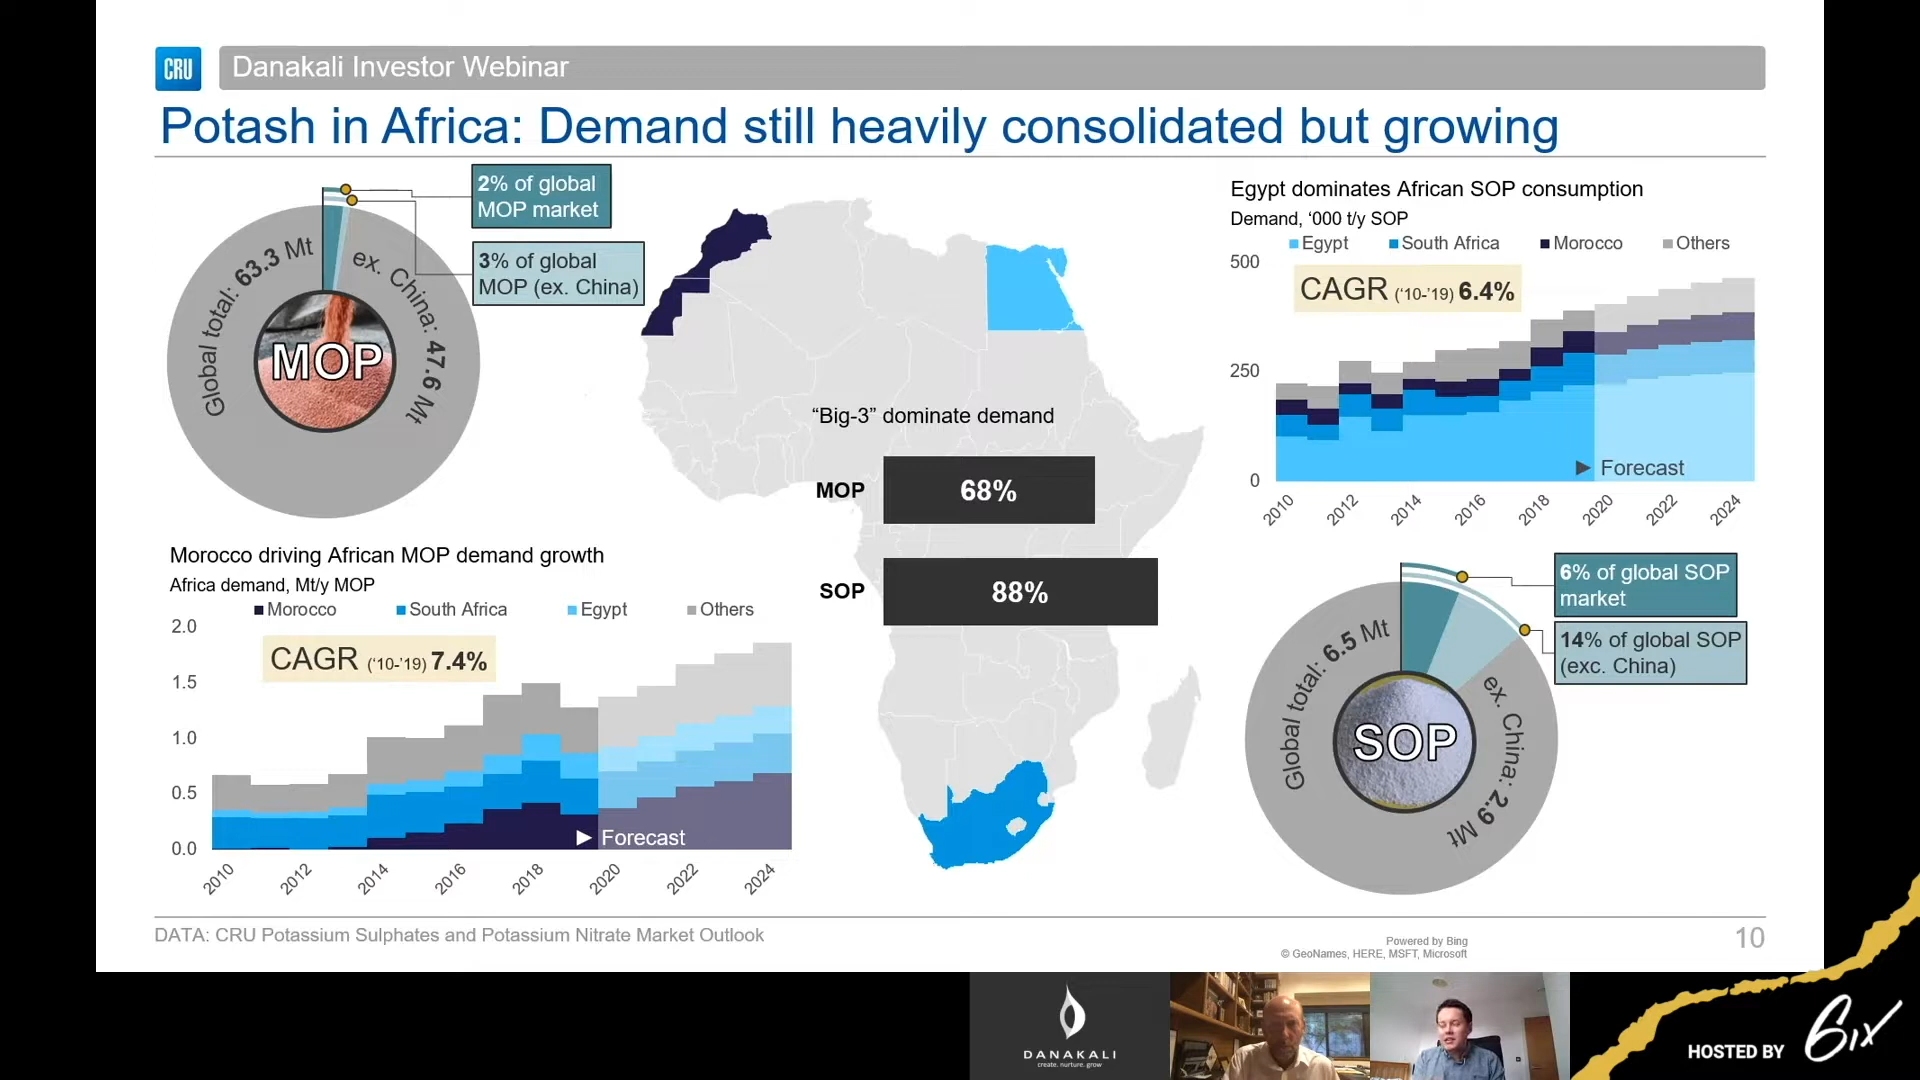 CRU
Danakali Investor Webinar
Potash in Africa: Demand still heavily consolidated but growing
2% of global
MOP market
3% of global
MOP (ex. China)
Global total: 63.3 Mt
ex. China: 47.6 Mt
MOP
Morocco driving African MOP demand growth
Africa demand, Mt/y MOP
Morocco
South Africa
Egypt
Others
CAGR ('10-'19) 7.4%
2.0
1.5
1.0
0.5
0.0
Forecast
2010
2012
2014
2016
2018
2020
2022
2024
“Big-3” dominate demand
MOP
68%
SOP
88%
Egypt dominates African SOP consumption
Demand, ‘000 t/y SOP
Egypt
South Africa
Morocco
Others
CAGR (‘10-’19) 6.4%
500
250
0
Forecast
2010
2012
2014
2016
2018
2020
2022
2024
6% of global SOP
market
14% of global SOP
(exc. China)
Global total: 6.5 Mt
ex. China: 2.9 Mt
SOP
DATA: CRU Potassium Sulphates and Potassium Nitrate Market Outlook
Powered by Bing
© GeoNames, HERE, MSFT, Microsoft
10
DANAKALI
create. nurture. grow
HOSTED BY
6ix